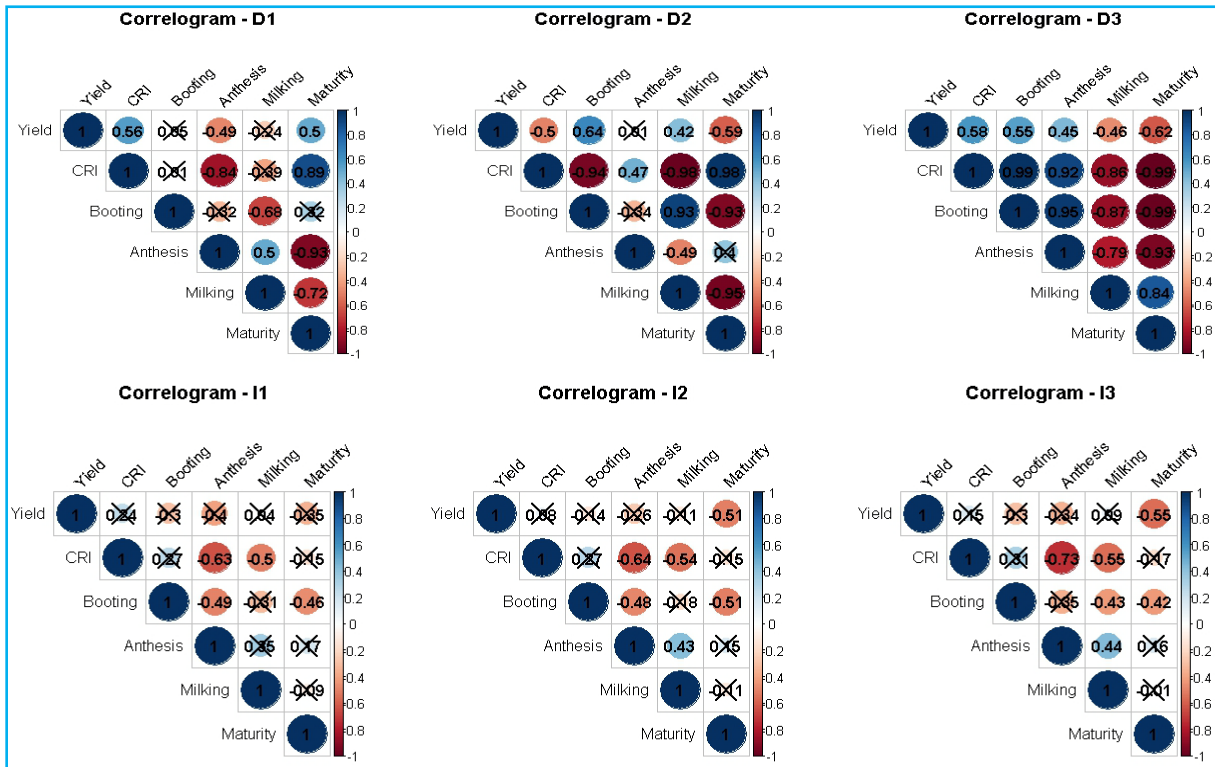 Correlogram - D1
Yield CRI Booting Anthesis Milking Maturity
Yield 1 0.56 0.05 -0.49 -0.24 0.5
CRI 1 0.01 -0.84 -0.39 0.89
Booting 1 -0.32 -0.68 0.32
Anthesis 1 0.5 -0.93
Milking 1 -0.72
Maturity 1
1
0.8
0.6
0.4
0.2
0
-0.2
-0.4
-0.6
-0.8
-1
Correlogram - D2
Yield CRI Booting Anthesis Milking Maturity
Yield 1 -0.5 0.64 0.01 0.42 -0.59
CRI 1 -0.94 0.47 -0.98 0.98
Booting 1 -0.34 0.93 -0.93
Anthesis 1 -0.49 0.4
Milking 1 -0.95
Maturity 1
1
0.8
0.6
0.4
0.2
0
-0.2
-0.4
-0.6
-0.8
-1
Correlogram - D3
Yield CRI Booting Anthesis Milking Maturity
Yield 1 0.58 0.55 0.45 -0.46 -0.62
CRI 1 0.99 0.92 -0.86 -0.99
Booting 1 0.95 -0.87 -0.99
Anthesis 1 -0.79 -0.93
Milking 1 0.84
Maturity 1
1
0.8
0.6
0.4
0.2
0
-0.2
-0.4
-0.6
-0.8
-1
Correlogram - I1
Yield CRI Booting Anthesis Milking Maturity
Yield 1 0.24 -0.3 -0.4 0.04 -0.35
CRI 1 0.27 -0.63 -0.5 -0.15
Booting 1 -0.49 -0.31 -0.46
Anthesis 1 0.35 0.17
Milking 1 -0.09
Maturity 1
1
0.8
0.6
0.4
0.2
0
-0.2
-0.4
-0.6
-0.8
-1
Correlogram - I2
Yield CRI Booting Anthesis Milking Maturity
Yield 1 0.08 -0.14 -0.26 -0.11 -0.51
CRI 1 0.27 -0.64 -0.54 -0.15
Booting 1 -0.48 -0.18 -0.51
Anthesis 1 0.43 0.15
Milking 1 -0.11
Maturity 1
1
0.8
0.6
0.4
0.2
0
-0.2
-0.4
-0.6
-0.8
-1
Correlogram - I3
Yield CRI Booting Anthesis Milking Maturity
Yield 1 0.15 -0.3 -0.34 0.09 -0.55
CRI 1 0.31 -0.73 -0.55 -0.17
Booting 1 -0.35 -0.43 -0.42
Anthesis 1 0.44 0.16
Milking 1 -0.01
Maturity 1
1
0.8
0.6
0.4
0.2
0
-0.2
-0.4
-0.6
-0.8
-1